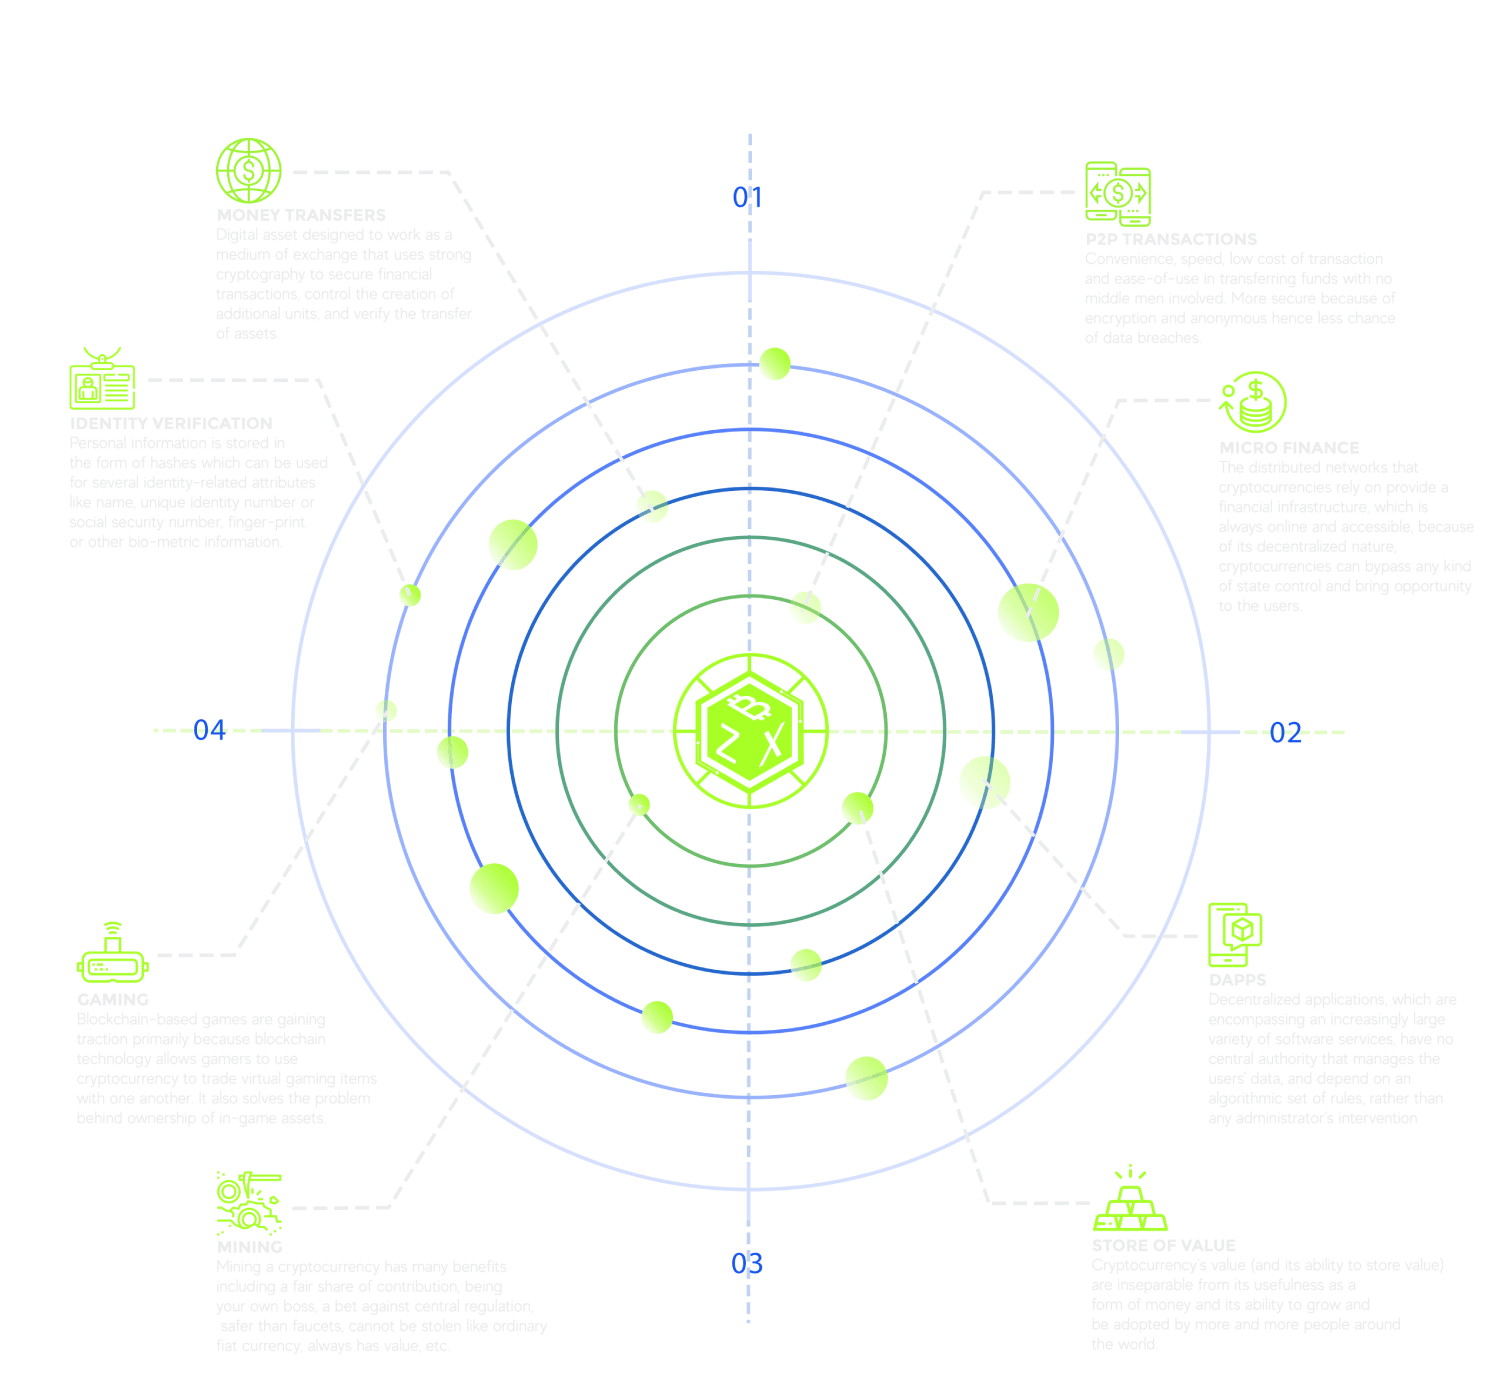 01
MONEY TRANSFERS
Digital asset designed to work as a
medium of exchange that uses strong
cryptography to secure financial
transactions, control the creation of
additional units, and verify the transfer
of assets.
P2P TRANSACTIONS
Convenience, speed, low cost of transaction
and ease-of-use in transferring funds with no
middle men involved. More secure because of
encryption and anonymous hence less chance
of data breaches.
IDENTITY VERIFICATION
Personal information is stored in
the form of hashes which can be used
for several identity-related attributes
like name, unique identity number or
social security number, finger-print
or other bio-metric information.
MICRO FINANCE
The distributed networks that
cryptocurrencies rely on provide a
financial infrastructure, which is
always online and accessible, because
of its decentralized nature,
cryptocurrencies can bypass any kind
of state control and bring opportunity
to the users.
04
02
GAMING
Blockchain-based games are gaining
traction primarily because blockchain
technology allows gamers to use
cryptocurrency to trade virtual gaming items
with one another. It also solves the problem
behind ownership of in-game assets.
DAPPS
Decentralized applications, which are
encompassing an increasingly large
variety of software services, have no
central authority that manages the
users' data, and depend on an
algorithmic set of rules, rather than
any administrator's intervention
MINING
Mining a cryptocurrency has many benefits
including a fair share of contribution, being
your own boss, a bet against central regulation,
safer than faucets, cannot be stolen like ordinary
fiat currency, always has value, etc.
03
STORE OF VALUE
Cryptocurrency's value (and its ability to store value)
are inseparable from its usefulness as a
form of money and its ability to grow and
be adopted by more and more people around
the world.